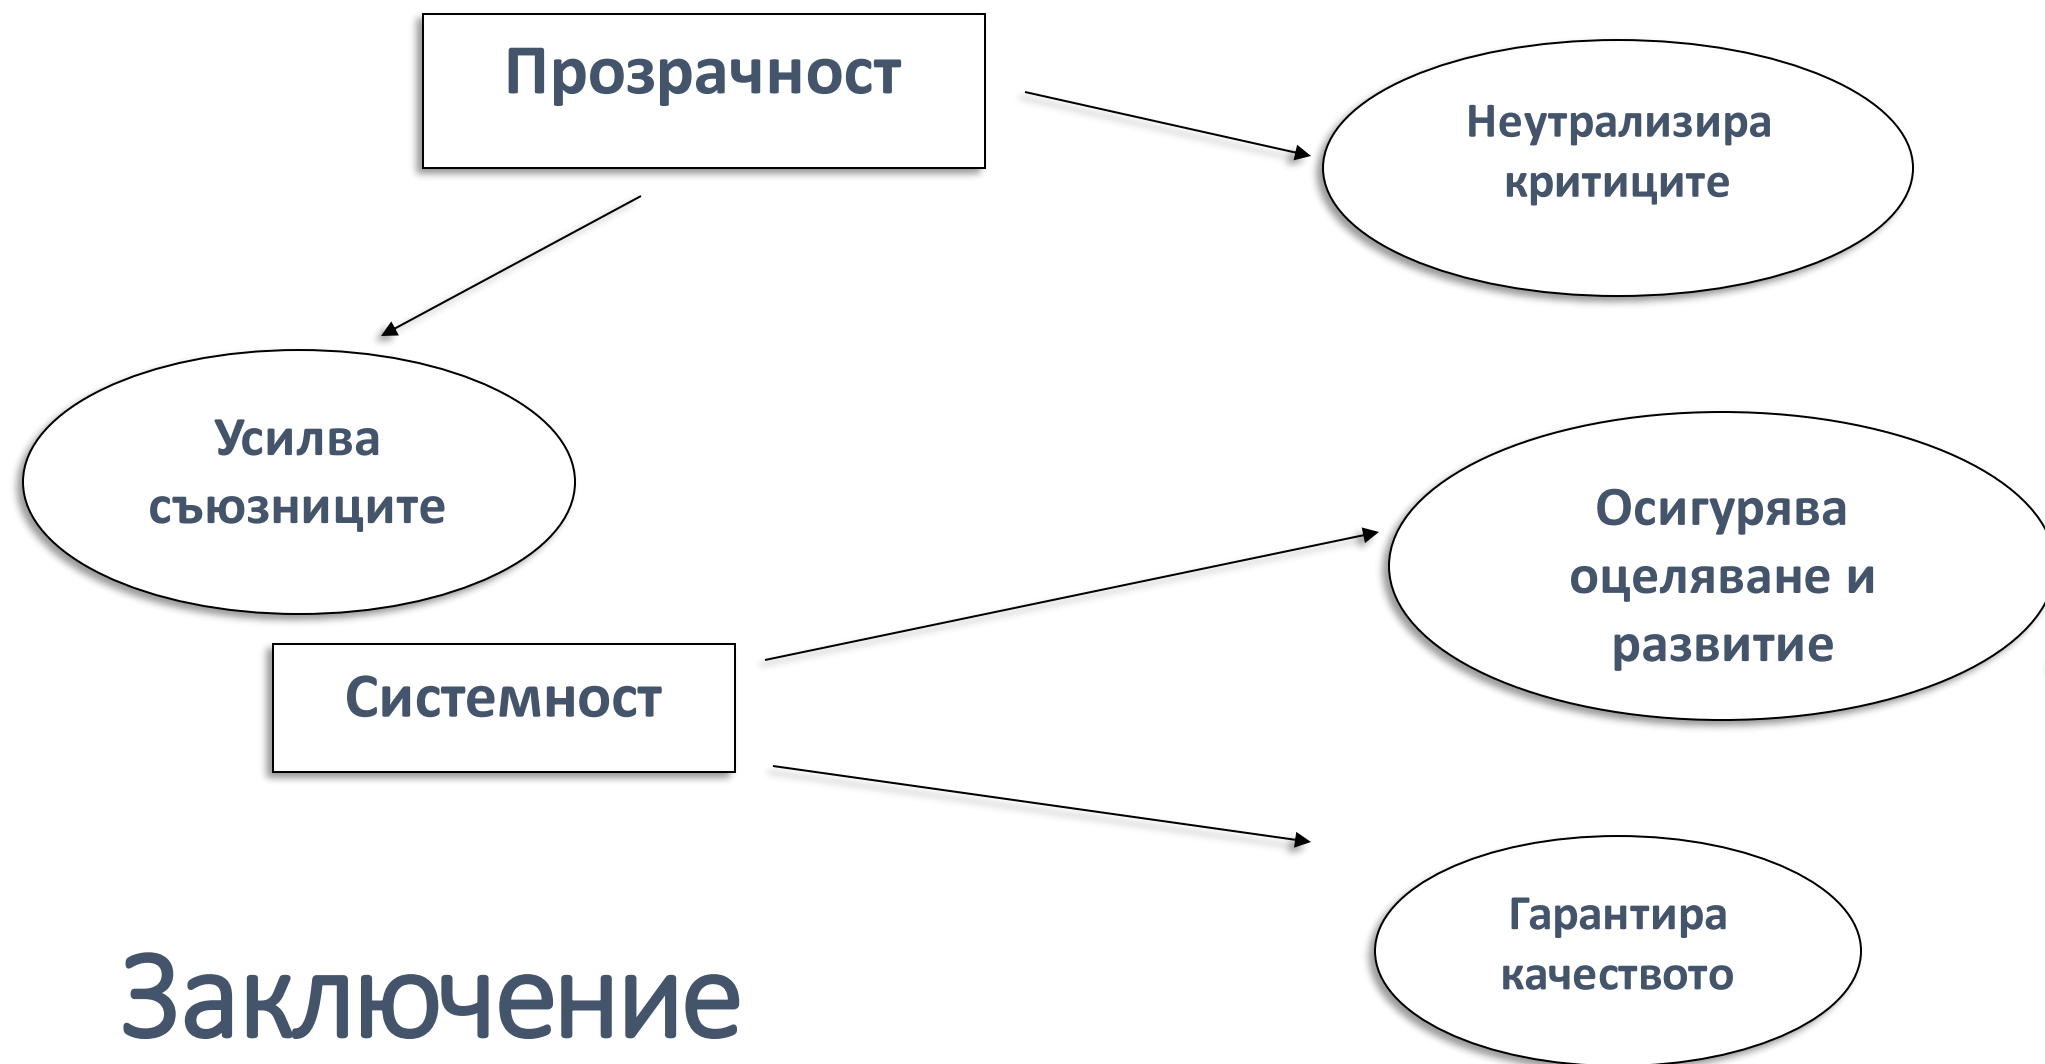 Прозрачност
Неутрализира
критиците
Усилва
съюзниците
Осигурява
оцеляване и
развитие
Системност
Гарантира
качеството
Заключение